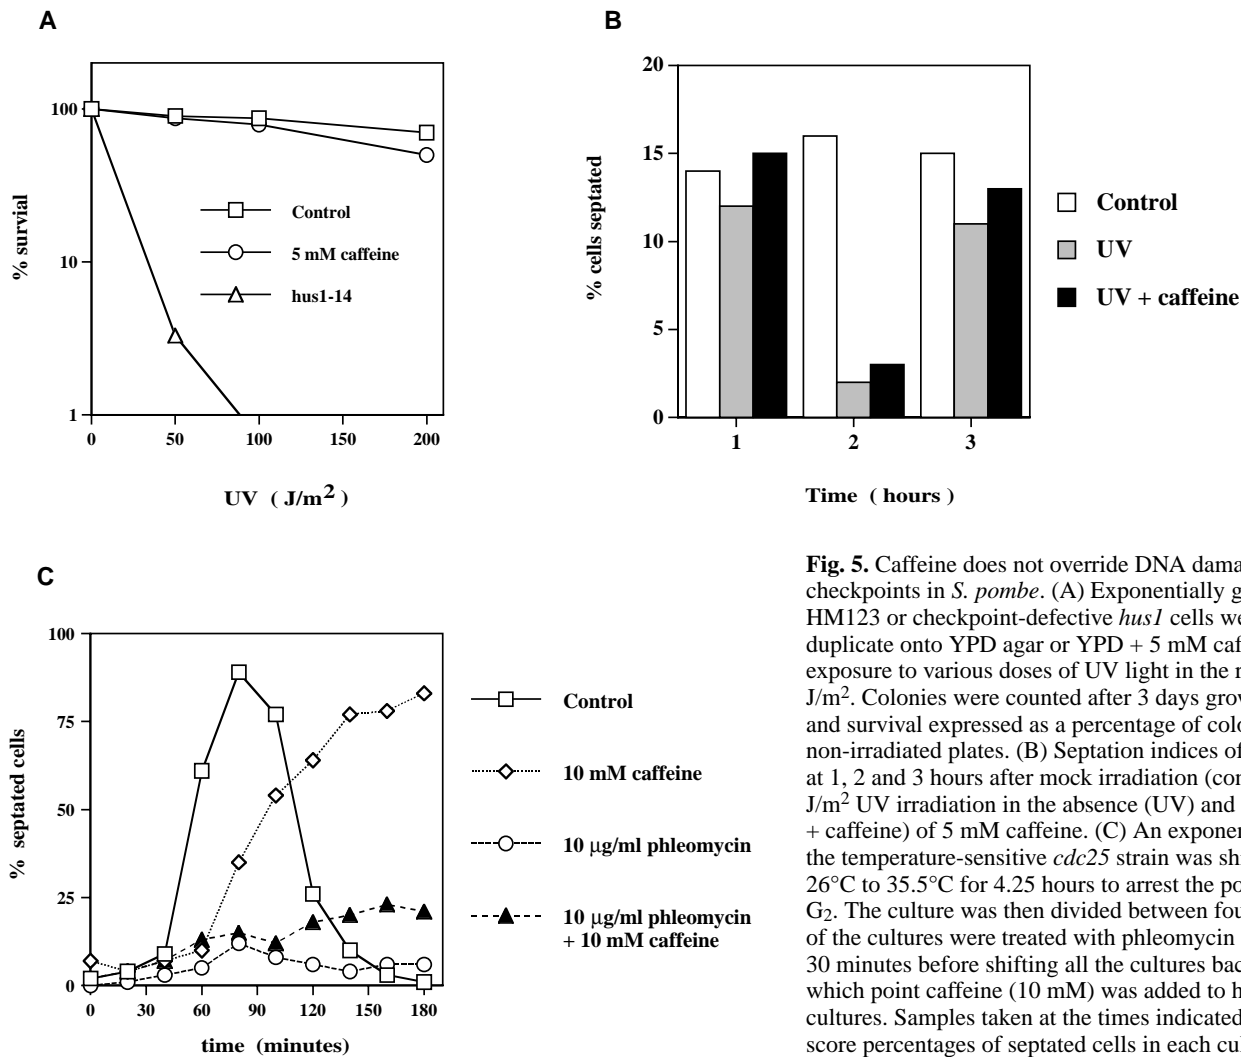 A
100
10
1
% survial
0 50 100 150 200
UV ( J/m2 )
Control
5 mM caffeine
hus1-14
B
20
15
10
5
0
% cells septated
1 2 3
Time ( hours )
Control
UV
UV + caffeine
C
100
75
50
25
0
% septated cells
0 30 60 90 120 150 180
time (minutes)
Control
10 mM caffeine
10 µg/ml phleomycin
10 µg/ml phleomycin
+ 10 mM caffeine
Fig. 5. Caffeine does not override DNA dama
checkpoints in S. pombe. (A) Exponentially g
HM123 or checkpoint-defective hus1 cells we
duplicate onto YPD agar or YPD + 5 mM caf
exposure to various doses of UV light in the r
J/m2. Colonies were counted after 3 days grow
and survival expressed as a percentage of colo
non-irradiated plates. (B) Septation indices of
at 1, 2 and 3 hours after mock irradiation (con
J/m2 UV irradiation in the absence (UV) and
+ caffeine) of 5 mM caffeine. (C) An exponen
the temperature-sensitive cdc25 strain was shi
26°C to 35.5°C for 4.25 hours to arrest the po
G2. The culture was then divided between fou
of the cultures were treated with phleomycin
30 minutes before shifting all the cultures bac
which point caffeine (10 mM) was added to h
cultures. Samples taken at the times indicated
score percentages of septated cells in each cul